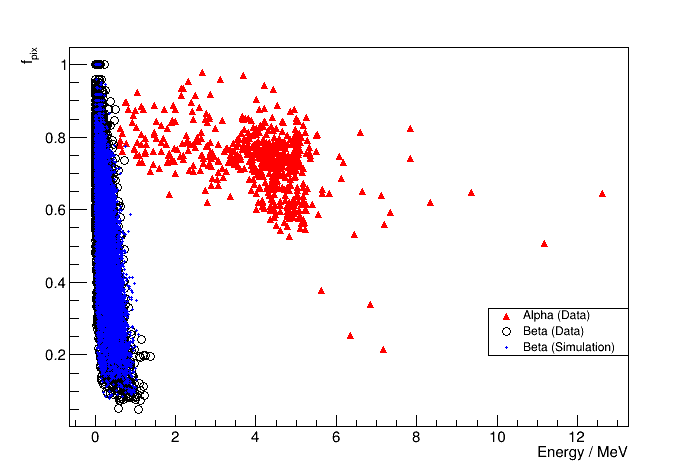 f_pix
1
0.8
0.6
0.4
0.2
Alpha (Data)
Beta (Data)
Beta (Simulation)
0 2 4 6 8 10 12
Energy / MeV